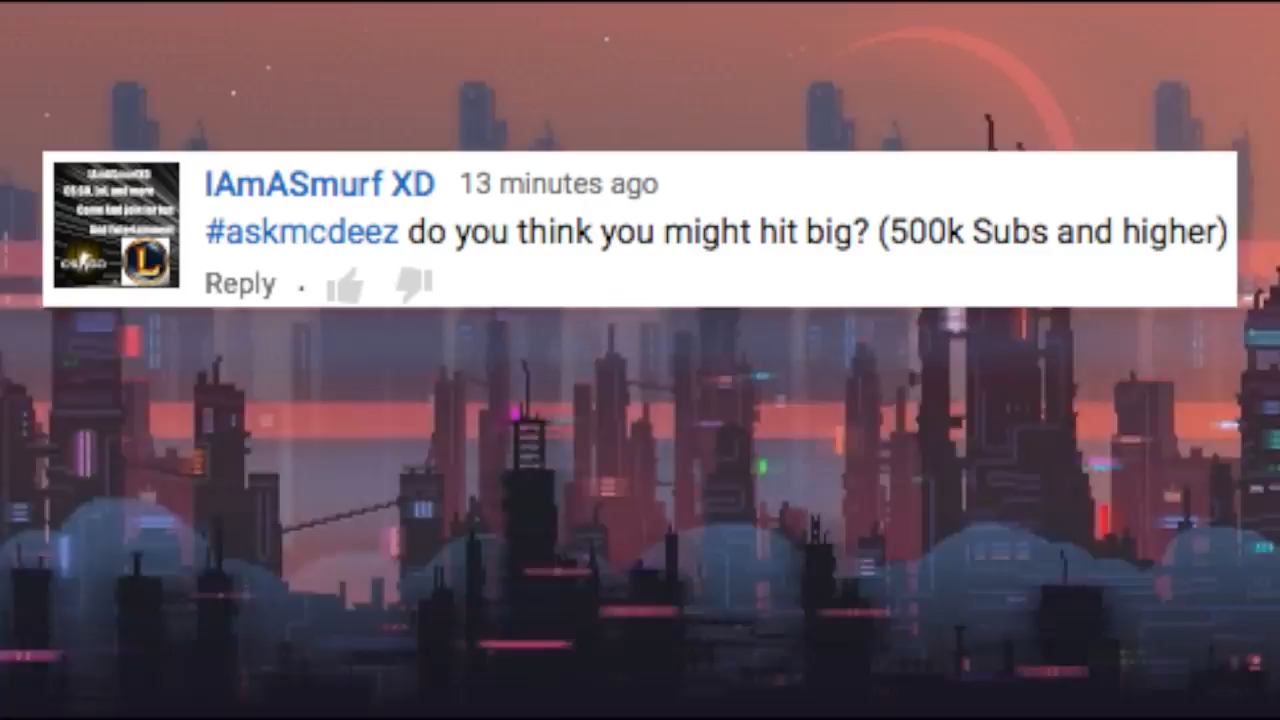 IAmASmurf XD 13 minutes ago
#askmcdeez do you think you might hit big? (500k Subs and higher)
Reply .